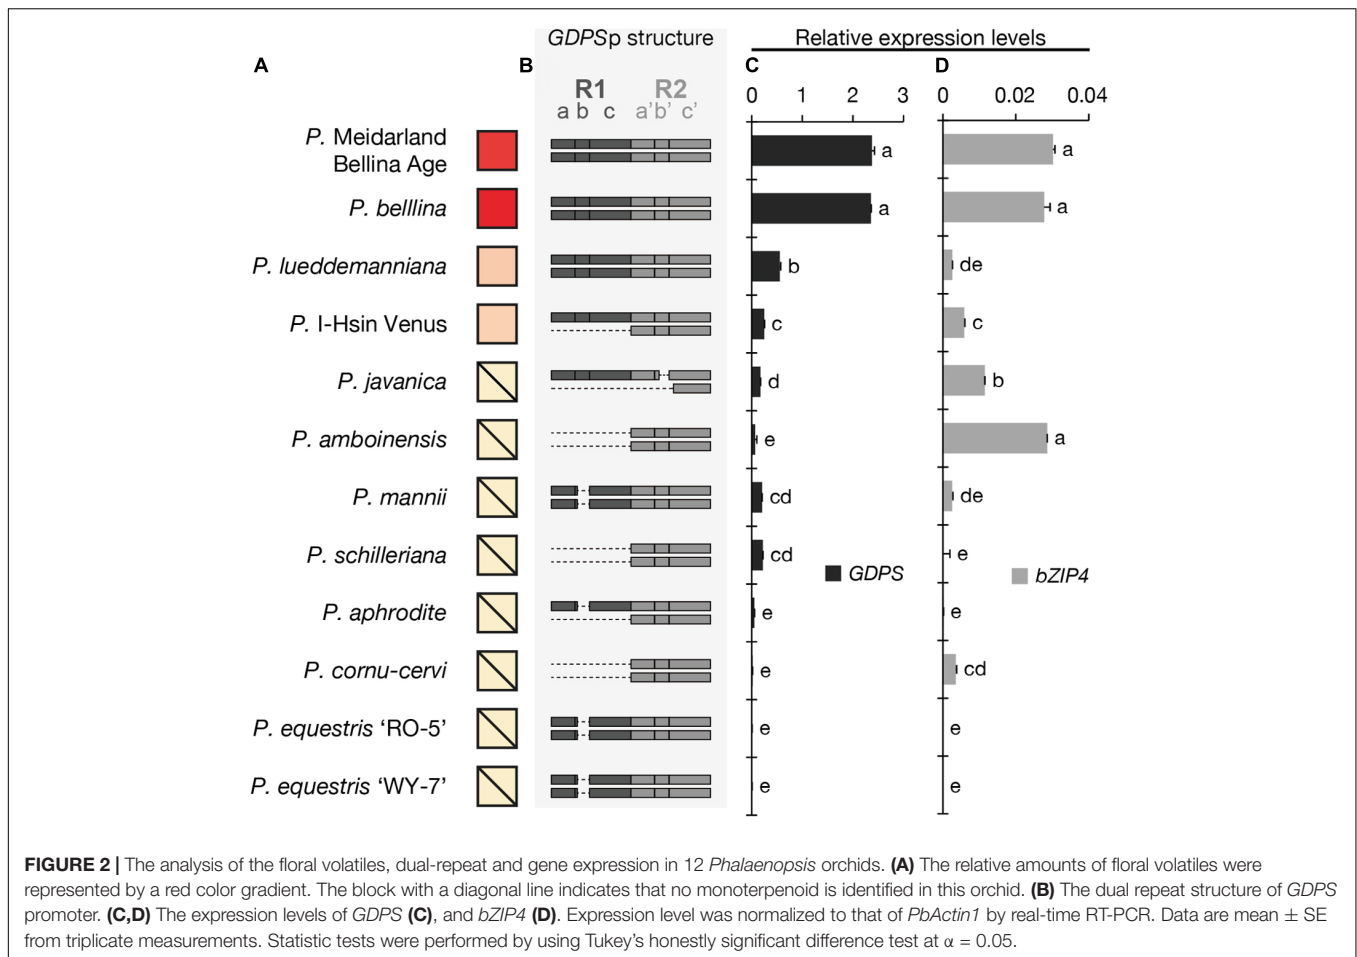 GDPSp structure
Relative expression levels
A
B
C
D
R1
R2
a b c
a' b' c'
0 1 2 3
0 0.02 0.04
P. Meidarland
Bellina Age
a
a
P. belllina
a
a
P. lueddemanniana
b
de
P. I-Hsin Venus
c
c
P. javanica
d
b
P. amboinensis
e
a
P. mannii
cd
de
P. schilleriana
cd
e
GDPS
bZIP4
P. aphrodite
e
e
P. cornu-cervi
e
cd
P. equestris ‘RO-5’
e
e
P. equestris ‘WY-7’
e
e
FIGURE 2 | The analysis of the floral volatiles, dual-repeat and gene expression in 12 Phalaenopsis orchids. (A) The relative amounts of floral volatiles were
represented by a red color gradient. The block with a diagonal line indicates that no monoterpenoid is identified in this orchid. (B) The dual repeat structure of GDPS
promoter. (C,D) The expression levels of GDPS (C), and bZIP4 (D). Expression level was normalized to that of PbActin1 by real-time RT-PCR. Data are mean ± SE
from triplicate measurements. Statistic tests were performed by using Tukey's honestly significant difference test at α = 0.05.